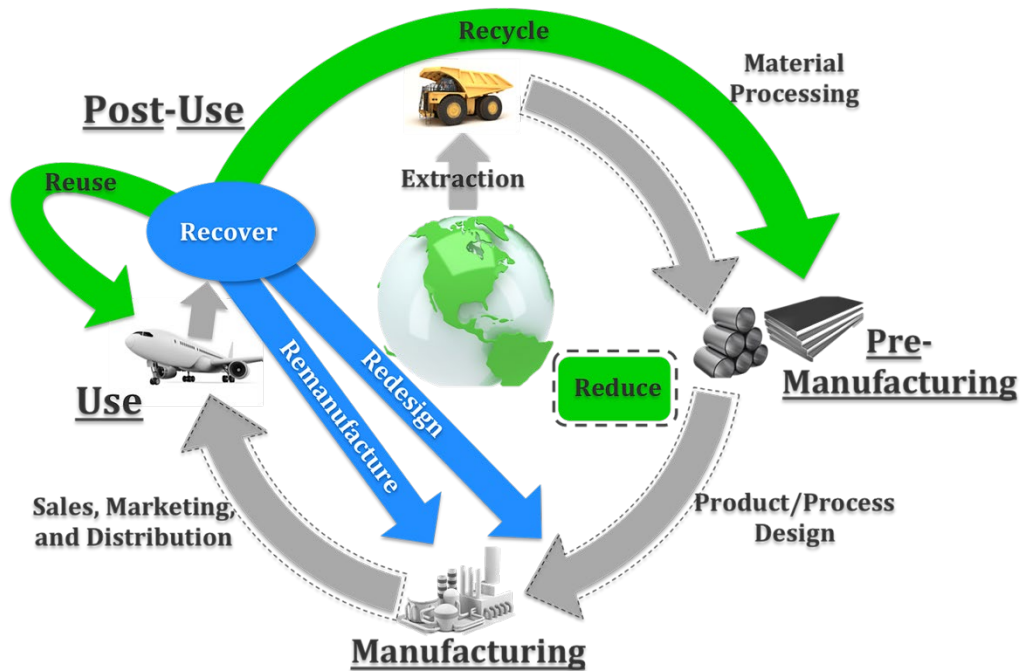 Recycle
Material
Processing
Post-Use
Reuse
Extraction
Recover
Remanufacture
Redesign
Reduce
Pre-
Manufacturing
Use
Sales, Marketing,
and Distribution
Product/Process
Design
Manufacturing